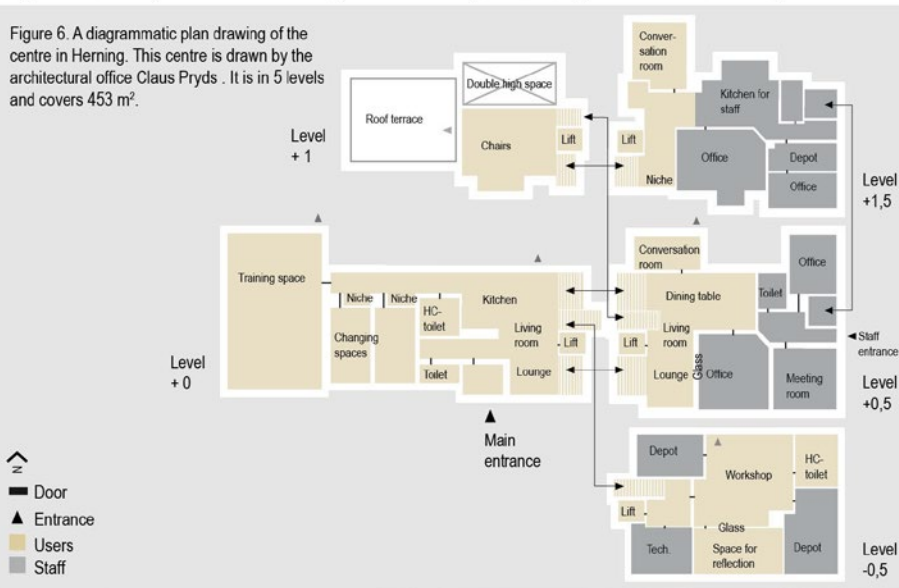 Figure 6. A diagrammatic plan drawing of the
centre in Herning. This centre is drawn by the
architectural office Claus Pryds . It is in 5 levels
and covers 453 m².
Level
+ 1
Roof terrace
Double high space
Chairs
Lift
Conver-
sation
room
Kitchen for
staff
Lift
Office
Depot
Niche
Office
Level
+1,5
Level
+ 0
Training space
Niche
Niche
Kitchen
HC-
toilet
Changing
spaces
Living
room
Lift
Toilet
Lounge
Main
entrance
Conversation
room
Office
Dining table
Toilet
Living
room
Lift
Lounge
Glass
Office
Meeting
room
Staff
entrance
Level
+0,5
Depot
Workshop
HC-
toilet
Lift
Glass
Tech.
Space for
reflection
Depot
Level
-0,5
N
Door
Entrance
Users
Staff